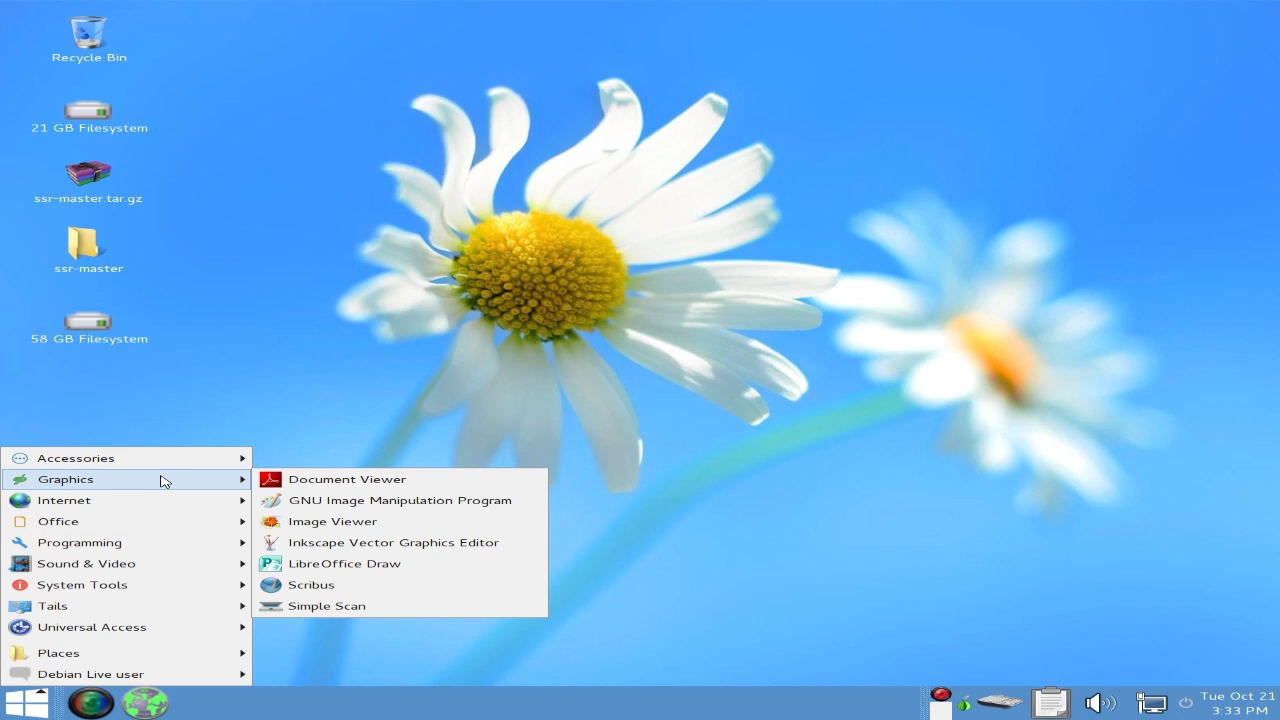 Recycle Bin
21 GB Filesystem
ssr-master.tar.gz
ssr-master
58 GB Filesystem
Accessories
Graphics
Internet
Office
Programming
Sound & Video
System Tools
Tails
Universal Access
Places
Debian Live user
Document Viewer
GNU Image Manipulation Program
Image Viewer
Inkscape Vector Graphics Editor
LibreOffice Draw
Scribus
Simple Scan
Tue Oct 21
3:33 PM